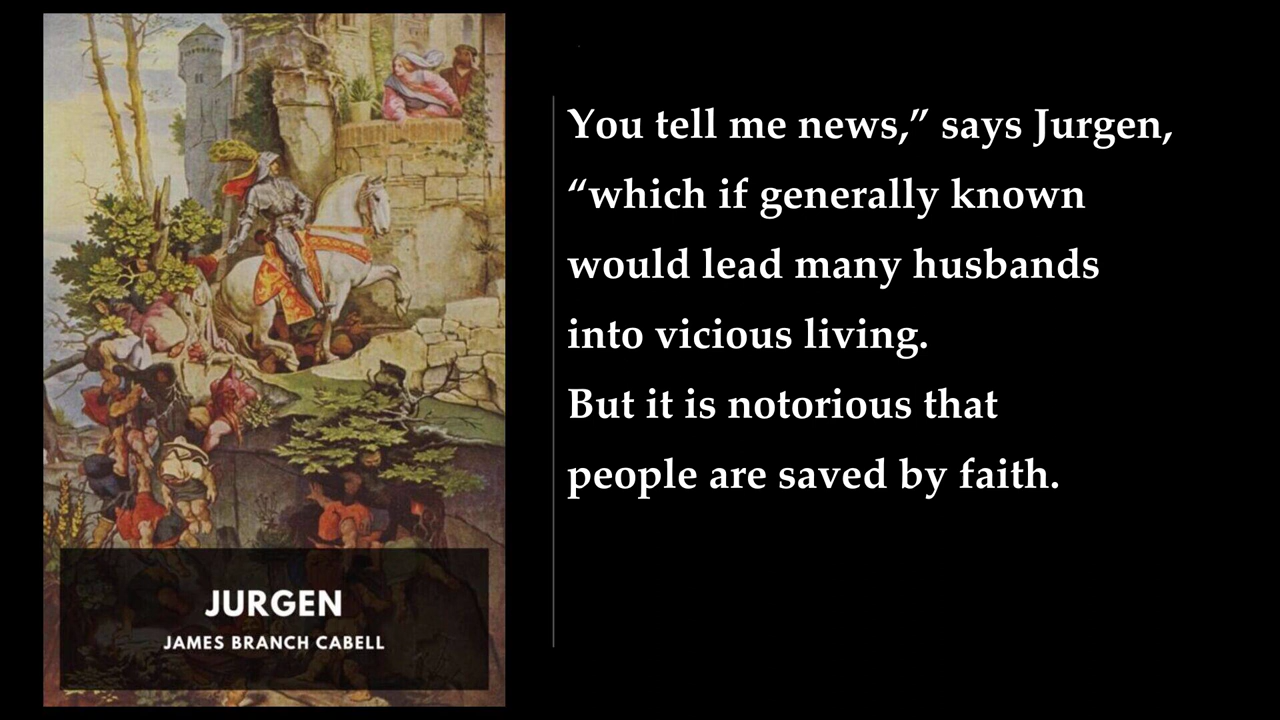 You tell me news,” says Jurgen,
“which if generally known
would lead many husbands
into vicious living.
But it is notorious that
people are saved by faith.
JURGEN
JAMES BRANCH CABELL